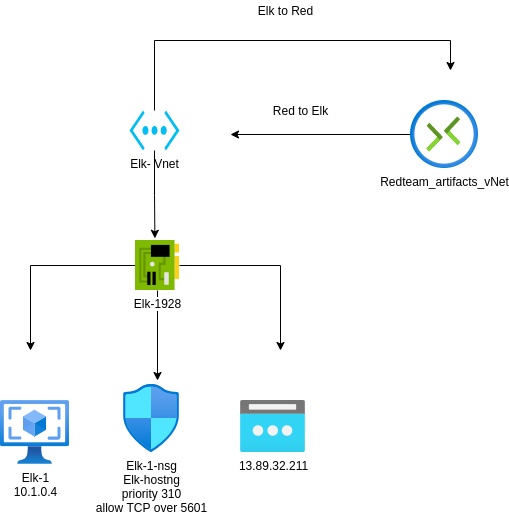 Elk to Red
Red to Elk
Elk- Vnet
Redteam_artifacts_vNet
Elk-1928
Elk-1
10.1.0.4
Elk-1-nsg
Elk-hostng
priority 310
allow TCP over 5601
13.89.32.211